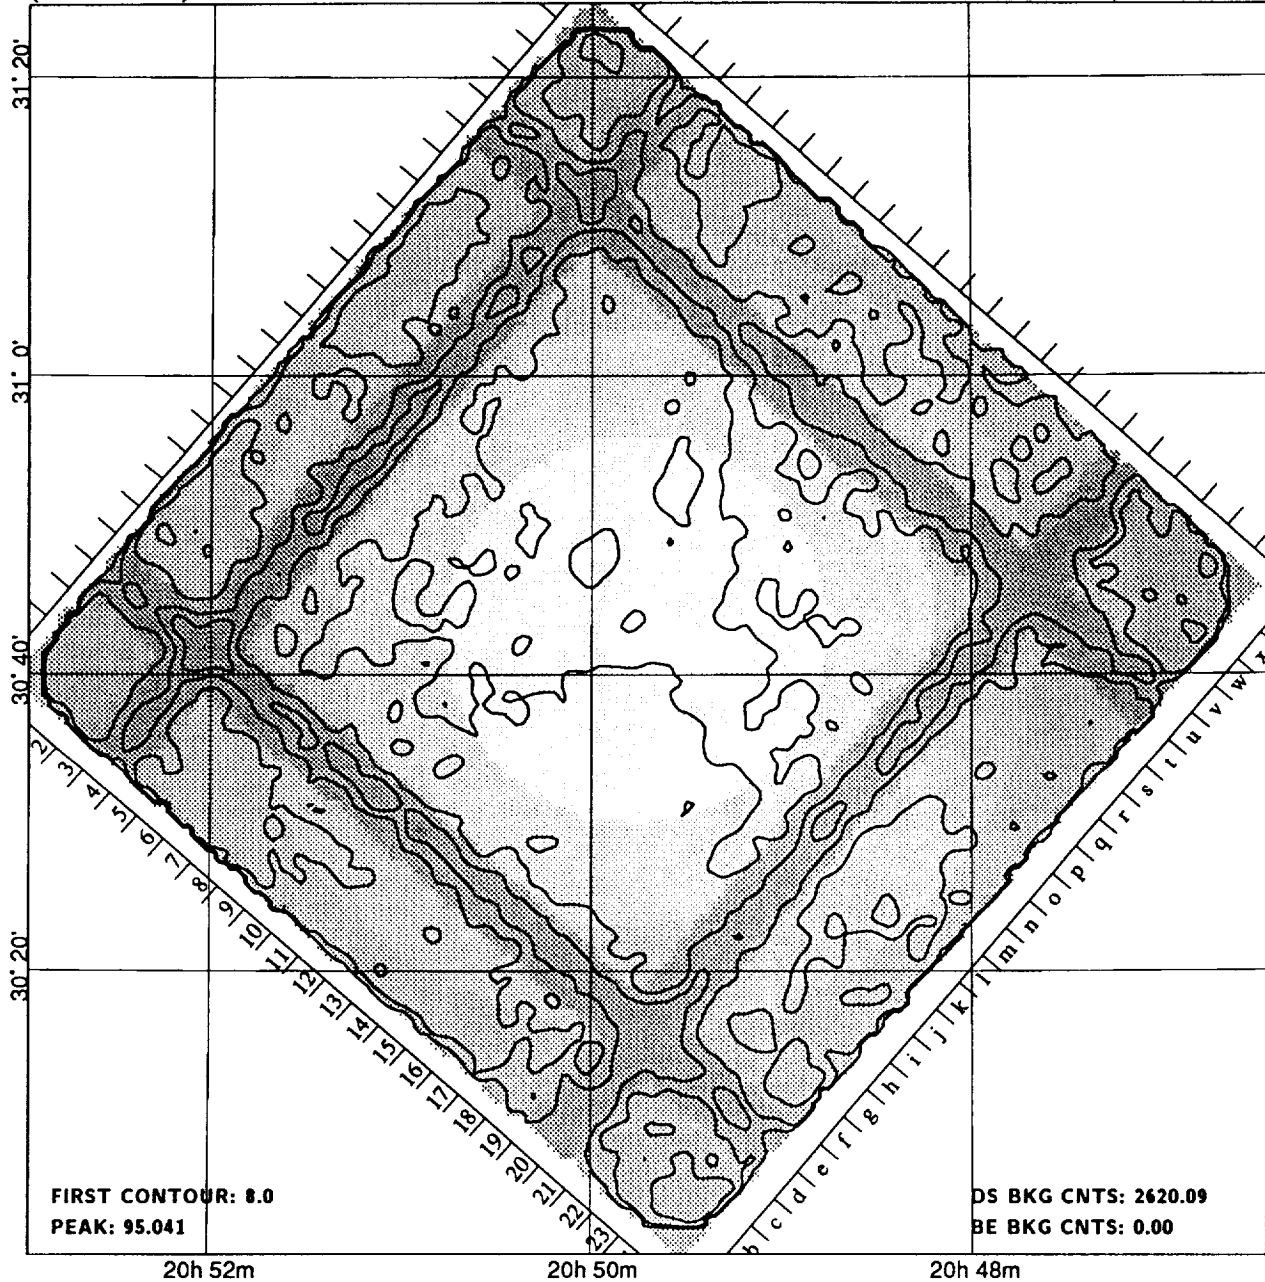 31° 20'
31° 0'
30° 40'
30° 20'
2 3 4 5 6 7 8 9 10 11 12 13 14 15 16 17 18 19 20 21 22 23
b c d e f g h i j k l m n o p q r s t u v w x
FIRST CONTOUR: 8.0
PEAK: 95.041
DS BKG CNTS: 2620.09
BE BKG CNTS: 0.00
20h 52m
20h 50m
20h 48m